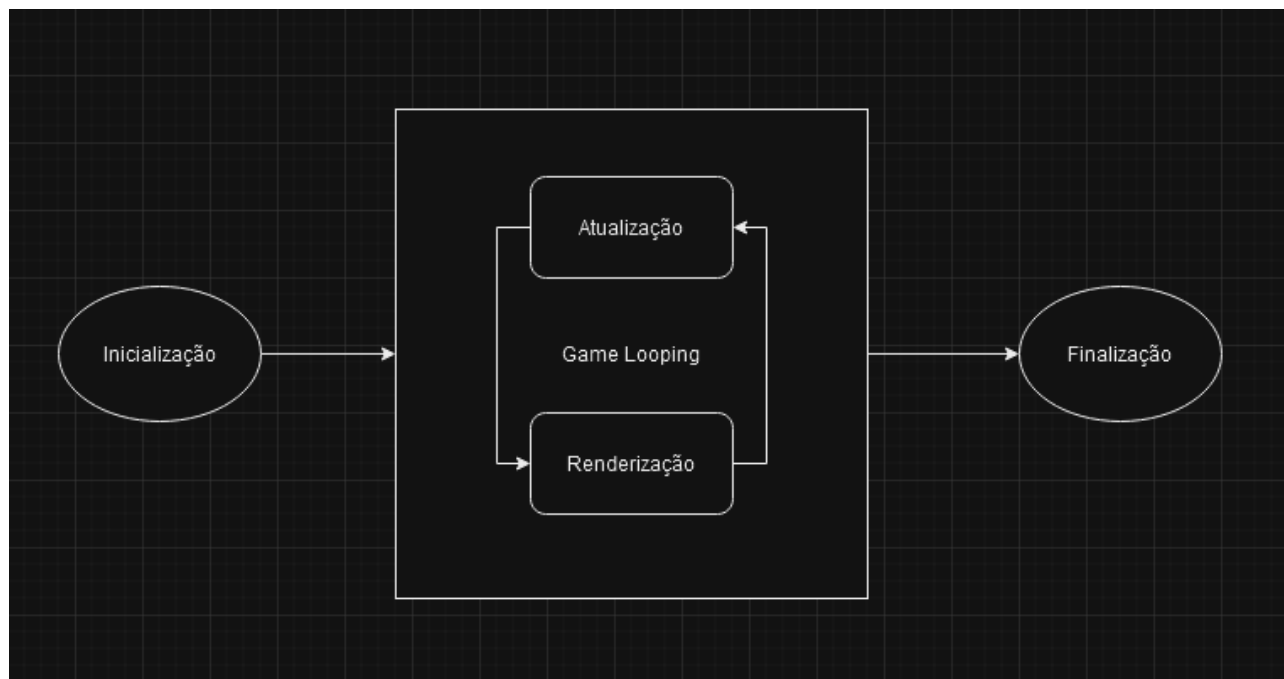 Atualização
Inicialização
Game Looping
Finalização
Renderização